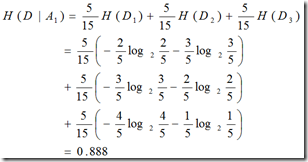 H ( D | A₁ ) = 5/15 H ( D₁ ) + 5/15 H ( D₂ ) + 5/15 H ( D₃ )
= 5/15 ( − 2/5 log ₂ 2/5 − 3/5 log ₂ 3/5 )
+ 5/15 ( − 3/5 log ₂ 3/5 − 2/5 log ₂ 2/5 )
+ 5/15 ( − 4/5 log ₂ 4/5 − 1/5 log ₂ 1/5 )
= 0.888